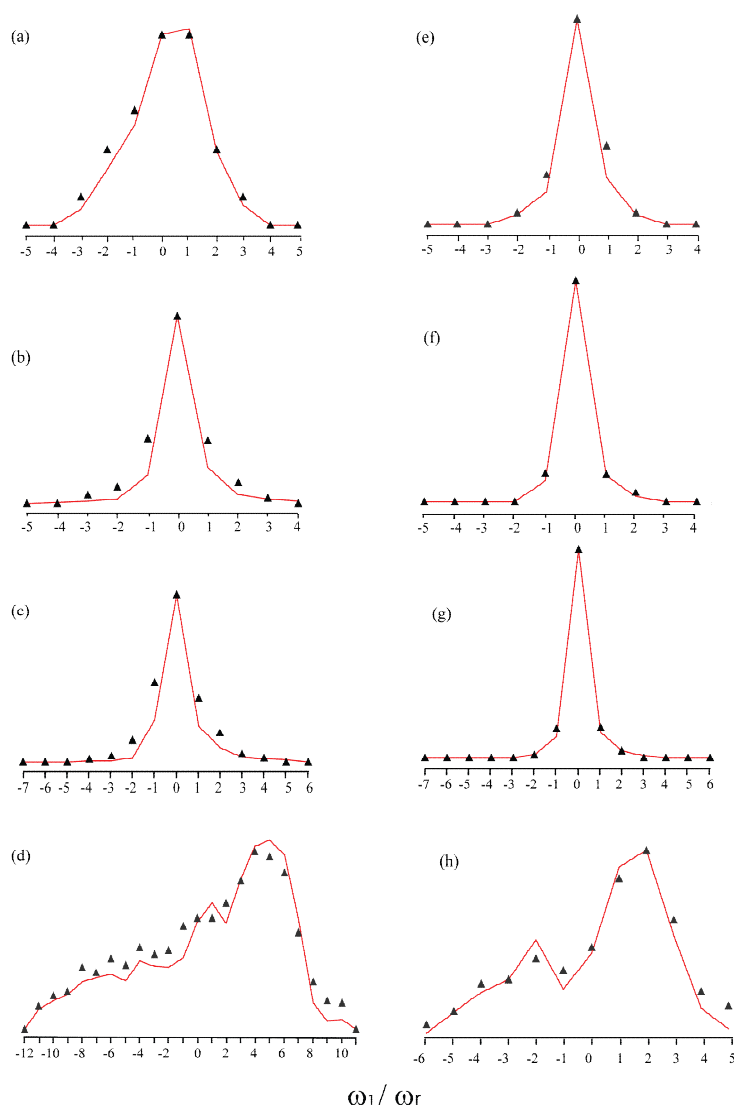 (a)
-5 -4 -3 -2 -1 0 1 2 3 4 5
(e)
-5 -4 -3 -2 -1 0 1 2 3 4
(b)
-5 -4 -3 -2 -1 0 1 2 3 4
(f)
-5 -4 -3 -2 -1 0 1 2 3 4
(c)
-7 -6 -5 -4 -3 -2 -1 0 1 2 3 4 5 6
(g)
-7 -6 -5 -4 -3 -2 -1 0 1 2 3 4 5 6
(d)
-12 -10 -8 -6 -4 -2 0 2 4 6 8 10
(h)
-6 -5 -4 -3 -2 -1 0 1 2 3 4 5
ω1/ ωr